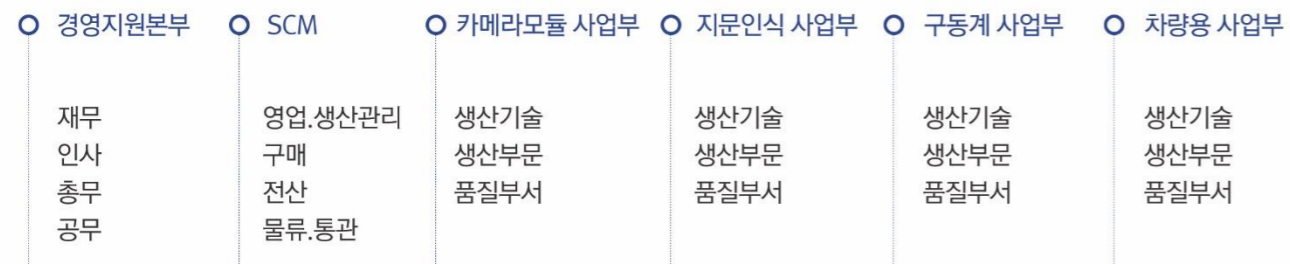 경영지원본부
재무
인사
총무
공무
SCM
영업.생산관리
구매
전산
물류.통관
카메라모듈 사업부
생산기술
생산부문
품질부서
지문인식 사업부
생산기술
생산부문
품질부서
구동계 사업부
생산기술
생산부문
품질부서
차량용 사업부
생산기술
생산부문
품질부서